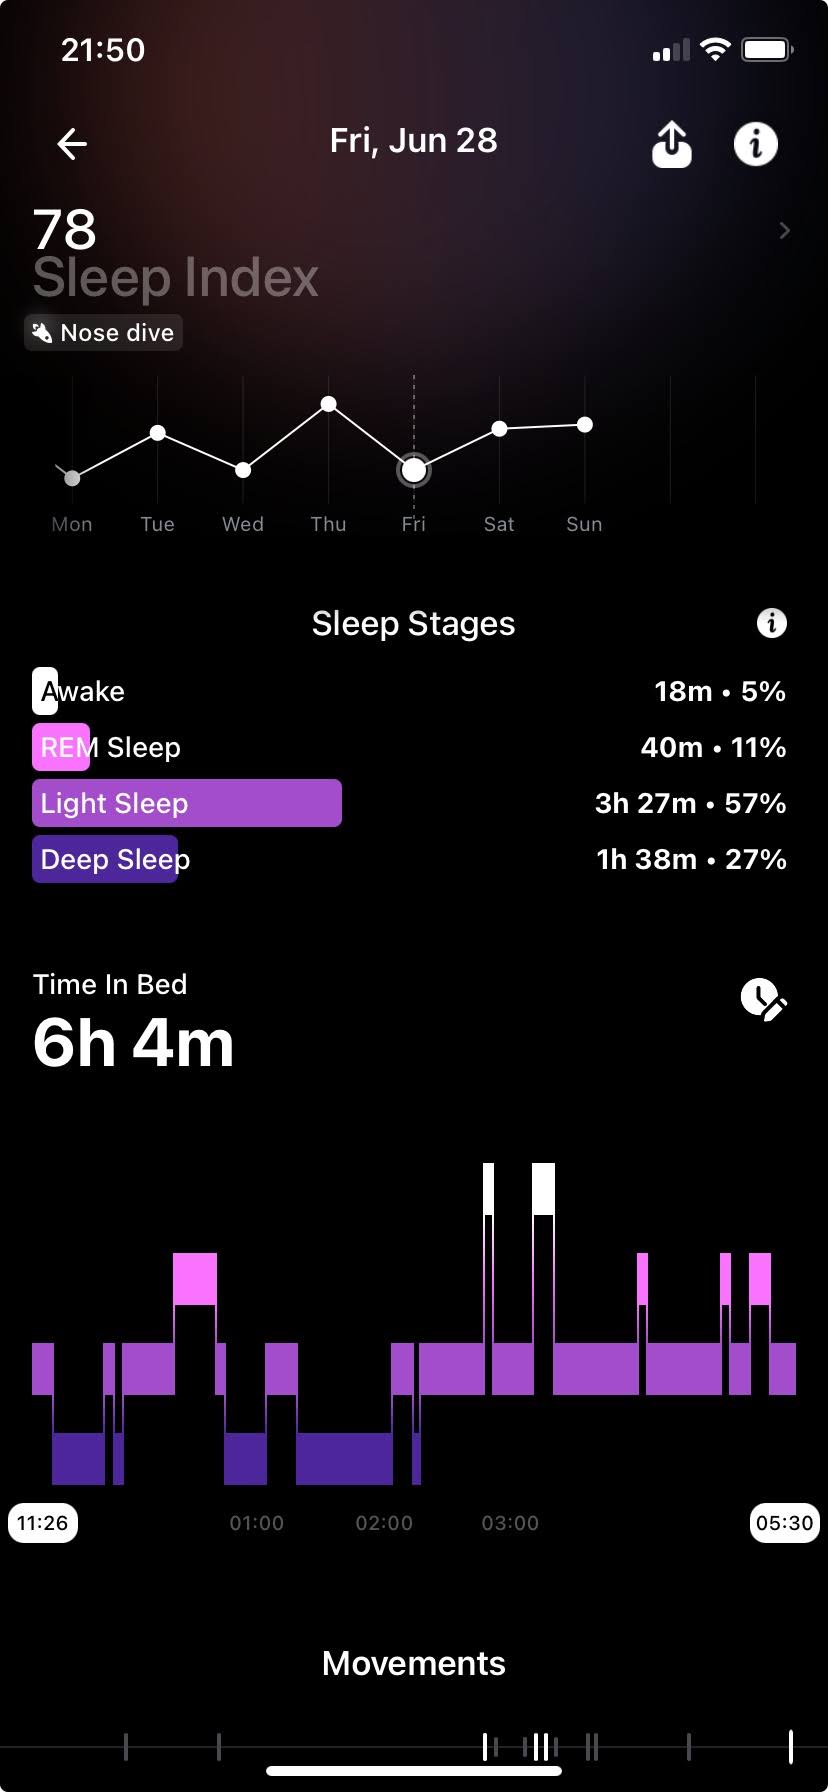 21:50
Fri, Jun 28
78
Sleep Index
Nose dive
Mon Tue Wed Thu Fri Sat Sun
Sleep Stages
Awake 18m • 5%
REM Sleep 40m • 11%
Light Sleep 3h 27m • 57%
Deep Sleep 1h 38m • 27%
Time In Bed
6h 4m
11:26 01:00 02:00 03:00 05:30
Movements